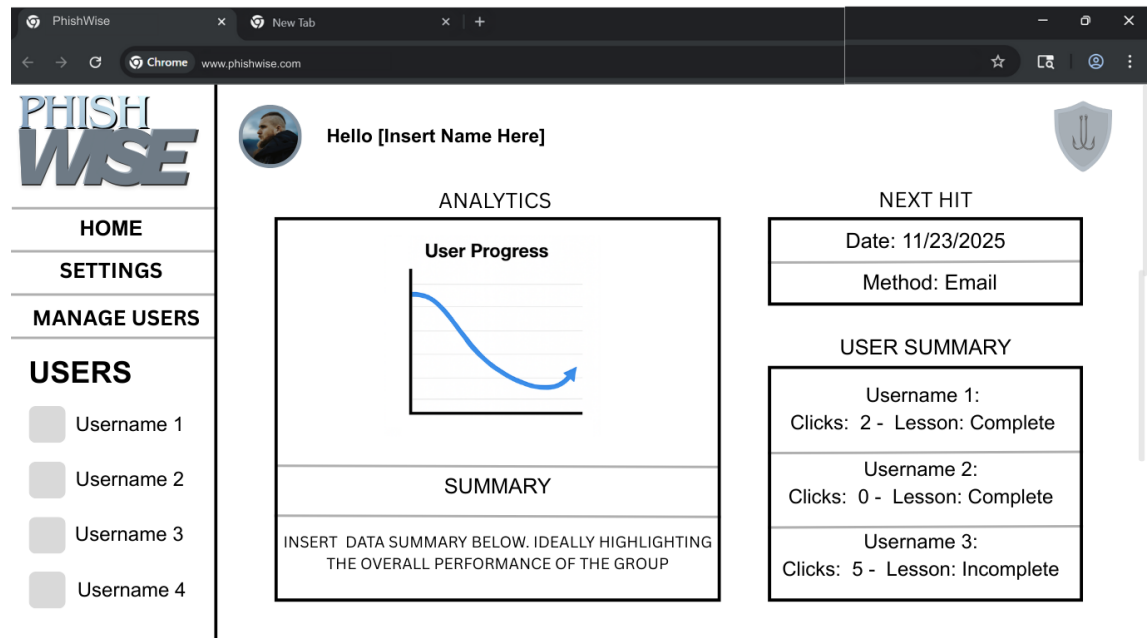 PhishWise
New Tab
Chrome www.phishwise.com
PHISH
WISE
HOME
SETTINGS
MANAGE USERS
USERS
Username 1
Username 2
Username 3
Username 4
Hello [Insert Name Here]
ANALYTICS
User Progress
SUMMARY
INSERT DATA SUMMARY BELOW. IDEALLY HIGHLIGHTING
THE OVERALL PERFORMANCE OF THE GROUP
NEXT HIT
Date: 11/23/2025
Method: Email
USER SUMMARY
Username 1:
Clicks: 2 - Lesson: Complete
Username 2:
Clicks: 0 - Lesson: Complete
Username 3:
Clicks: 5 - Lesson: Incomplete